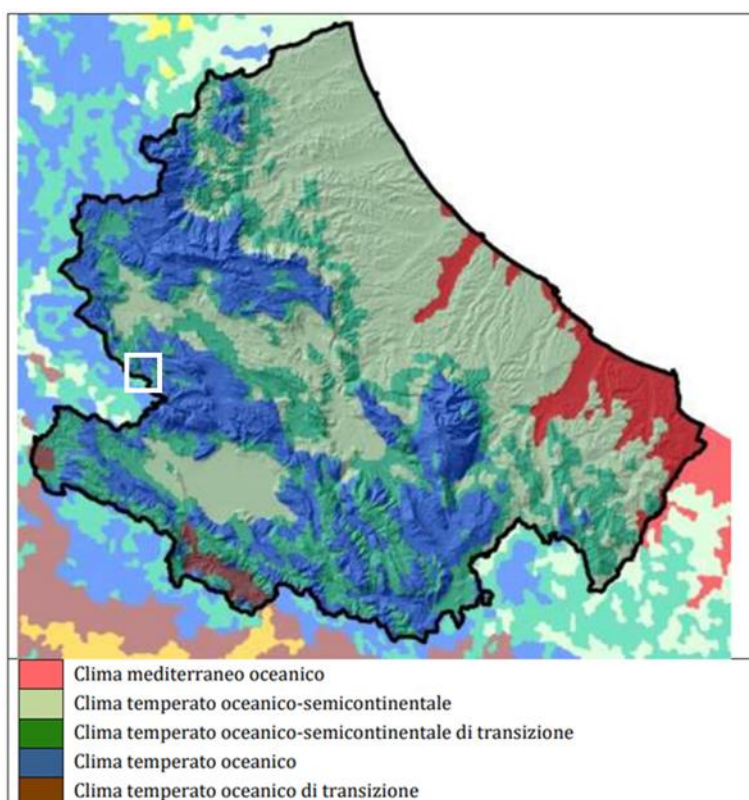 Clima mediterraneo oceanico
Clima temperato oceanico-semicontinentale
Clima temperato oceanico-semicontinentale di transizione
Clima temperato oceanico
Clima temperato oceanico di transizione